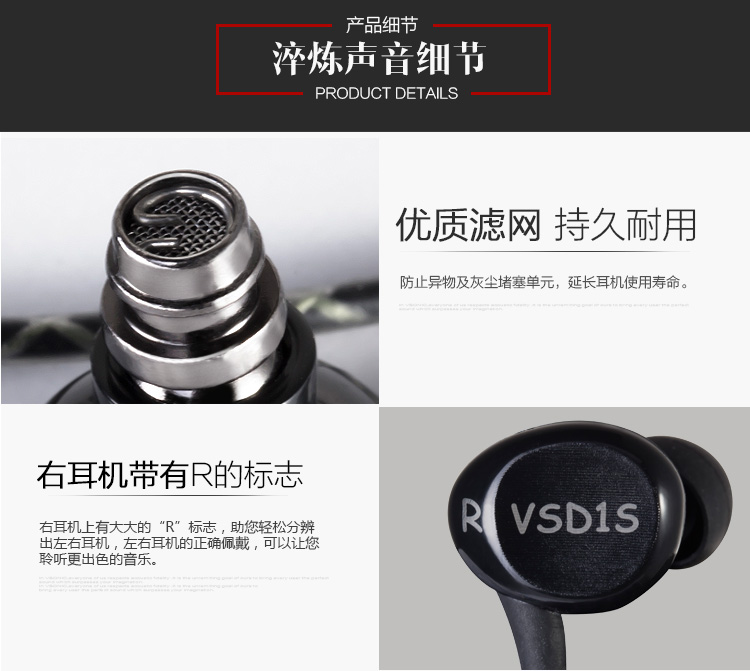 产品细节
淬炼声音细节
PRODUCT DETAILS
优质滤网 持久耐用
防止异物及灰尘堵塞单元，延长耳机使用寿命。
右耳机带有R的标志
右耳机上有大大的“R”标志，助您轻松分辨
出左右耳机，左右耳机的正确佩戴，可以让您
聆听更出色的音乐。
R VSD1S